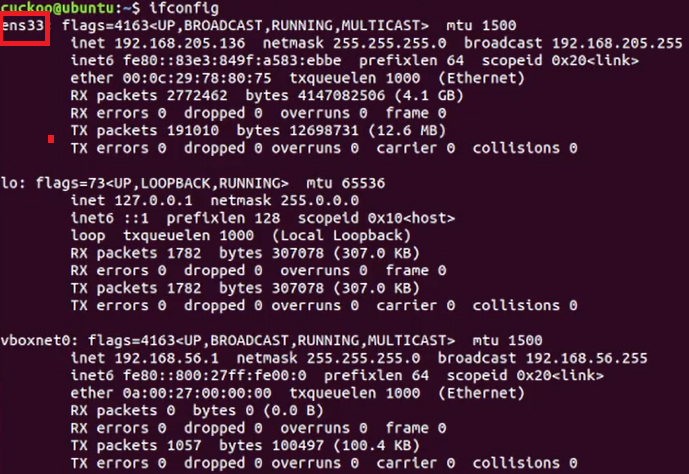 cuckoo@ubuntu:~$ ifconfig
ens33: flags=4163<UP,BROADCAST,RUNNING,MULTICAST>  mtu 1500
        inet 192.168.205.136  netmask 255.255.255.0  broadcast 192.168.205.255
        inet6 fe80::83e3:849f:a583:ebbe  prefixlen 64  scopeid 0x20<link>
        ether 00:0c:29:78:80:75  txqueuelen 1000  (Ethernet)
        RX packets 2772462  bytes 4147082506 (4.1 GB)
        RX errors 0  dropped 0  overruns 0  frame 0
        TX packets 191010  bytes 12698731 (12.6 MB)
        TX errors 0  dropped 0 overruns 0  carrier 0  collisions 0

lo: flags=73<UP,LOOPBACK,RUNNING>  mtu 65536
        inet 127.0.0.1  netmask 255.0.0.0
        inet6 ::1  prefixlen 128  scopeid 0x10<host>
        loop  txqueuelen 1000  (Local Loopback)
        RX packets 1782  bytes 307078 (307.0 KB)
        RX errors 0  dropped 0  overruns 0  frame 0
        TX packets 1782  bytes 307078 (307.0 KB)
        TX errors 0  dropped 0 overruns 0  carrier 0  collisions 0

vboxnet0: flags=4163<UP,BROADCAST,RUNNING,MULTICAST>  mtu 1500
        inet 192.168.56.1  netmask 255.255.255.0  broadcast 192.168.56.255
        inet6 fe80::800:27ff:fe00:0  prefixlen 64  scopeid 0x20<link>
        ether 0a:00:27:00:00:00  txqueuelen 1000  (Ethernet)
        RX packets 0  bytes 0 (0.0 B)
        RX errors 0  dropped 0  overruns 0  frame 0
        TX packets 1057  bytes 100497 (100.4 KB)
        TX errors 0  dropped 0 overruns 0  carrier 0  collisions 0